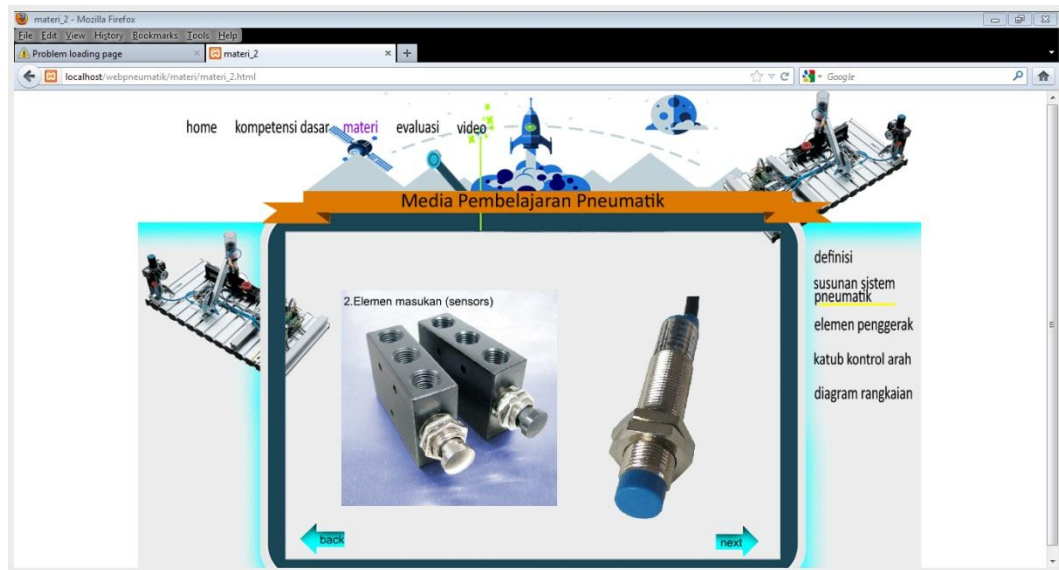 materi_2 - Mozilla Firefox
File Edit View History Bookmarks Tools Help
Problem loading page
materi_2
localhost/webpneumatik/materi/materi_2.html
Google
home kompetensi dasar materi evaluasi video
Media Pembelajaran Pneumatik
2.Elemen masukan (sensors)
back
next
definisi
susunan sistem
pneumatik
elemen penggerak
katub kontrol arah
diagram rangkaian